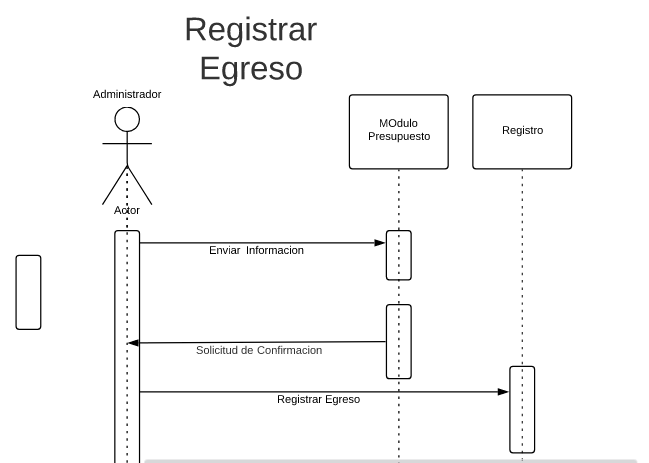 Registrar
Egreso
Administrador
MOdulo
Presupuesto
Registro
Actor
Enviar Informacion
Solicitud de Confirmacion
Registrar Egreso